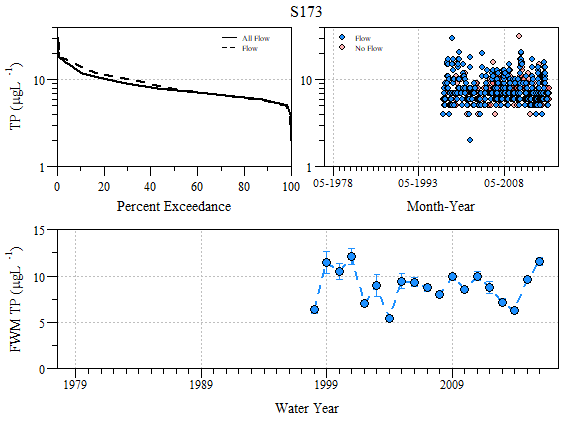 S173
TP (µgL⁻¹)
10
1
All Flow
Flow
0 20 40 60 80 100
Percent Exceedance
10
1
Flow
No Flow
05-1978 05-1993 05-2008
Month-Year
FWM TP (µgL⁻¹)
15
10
5
0
1979 1989 1999 2009
Water Year